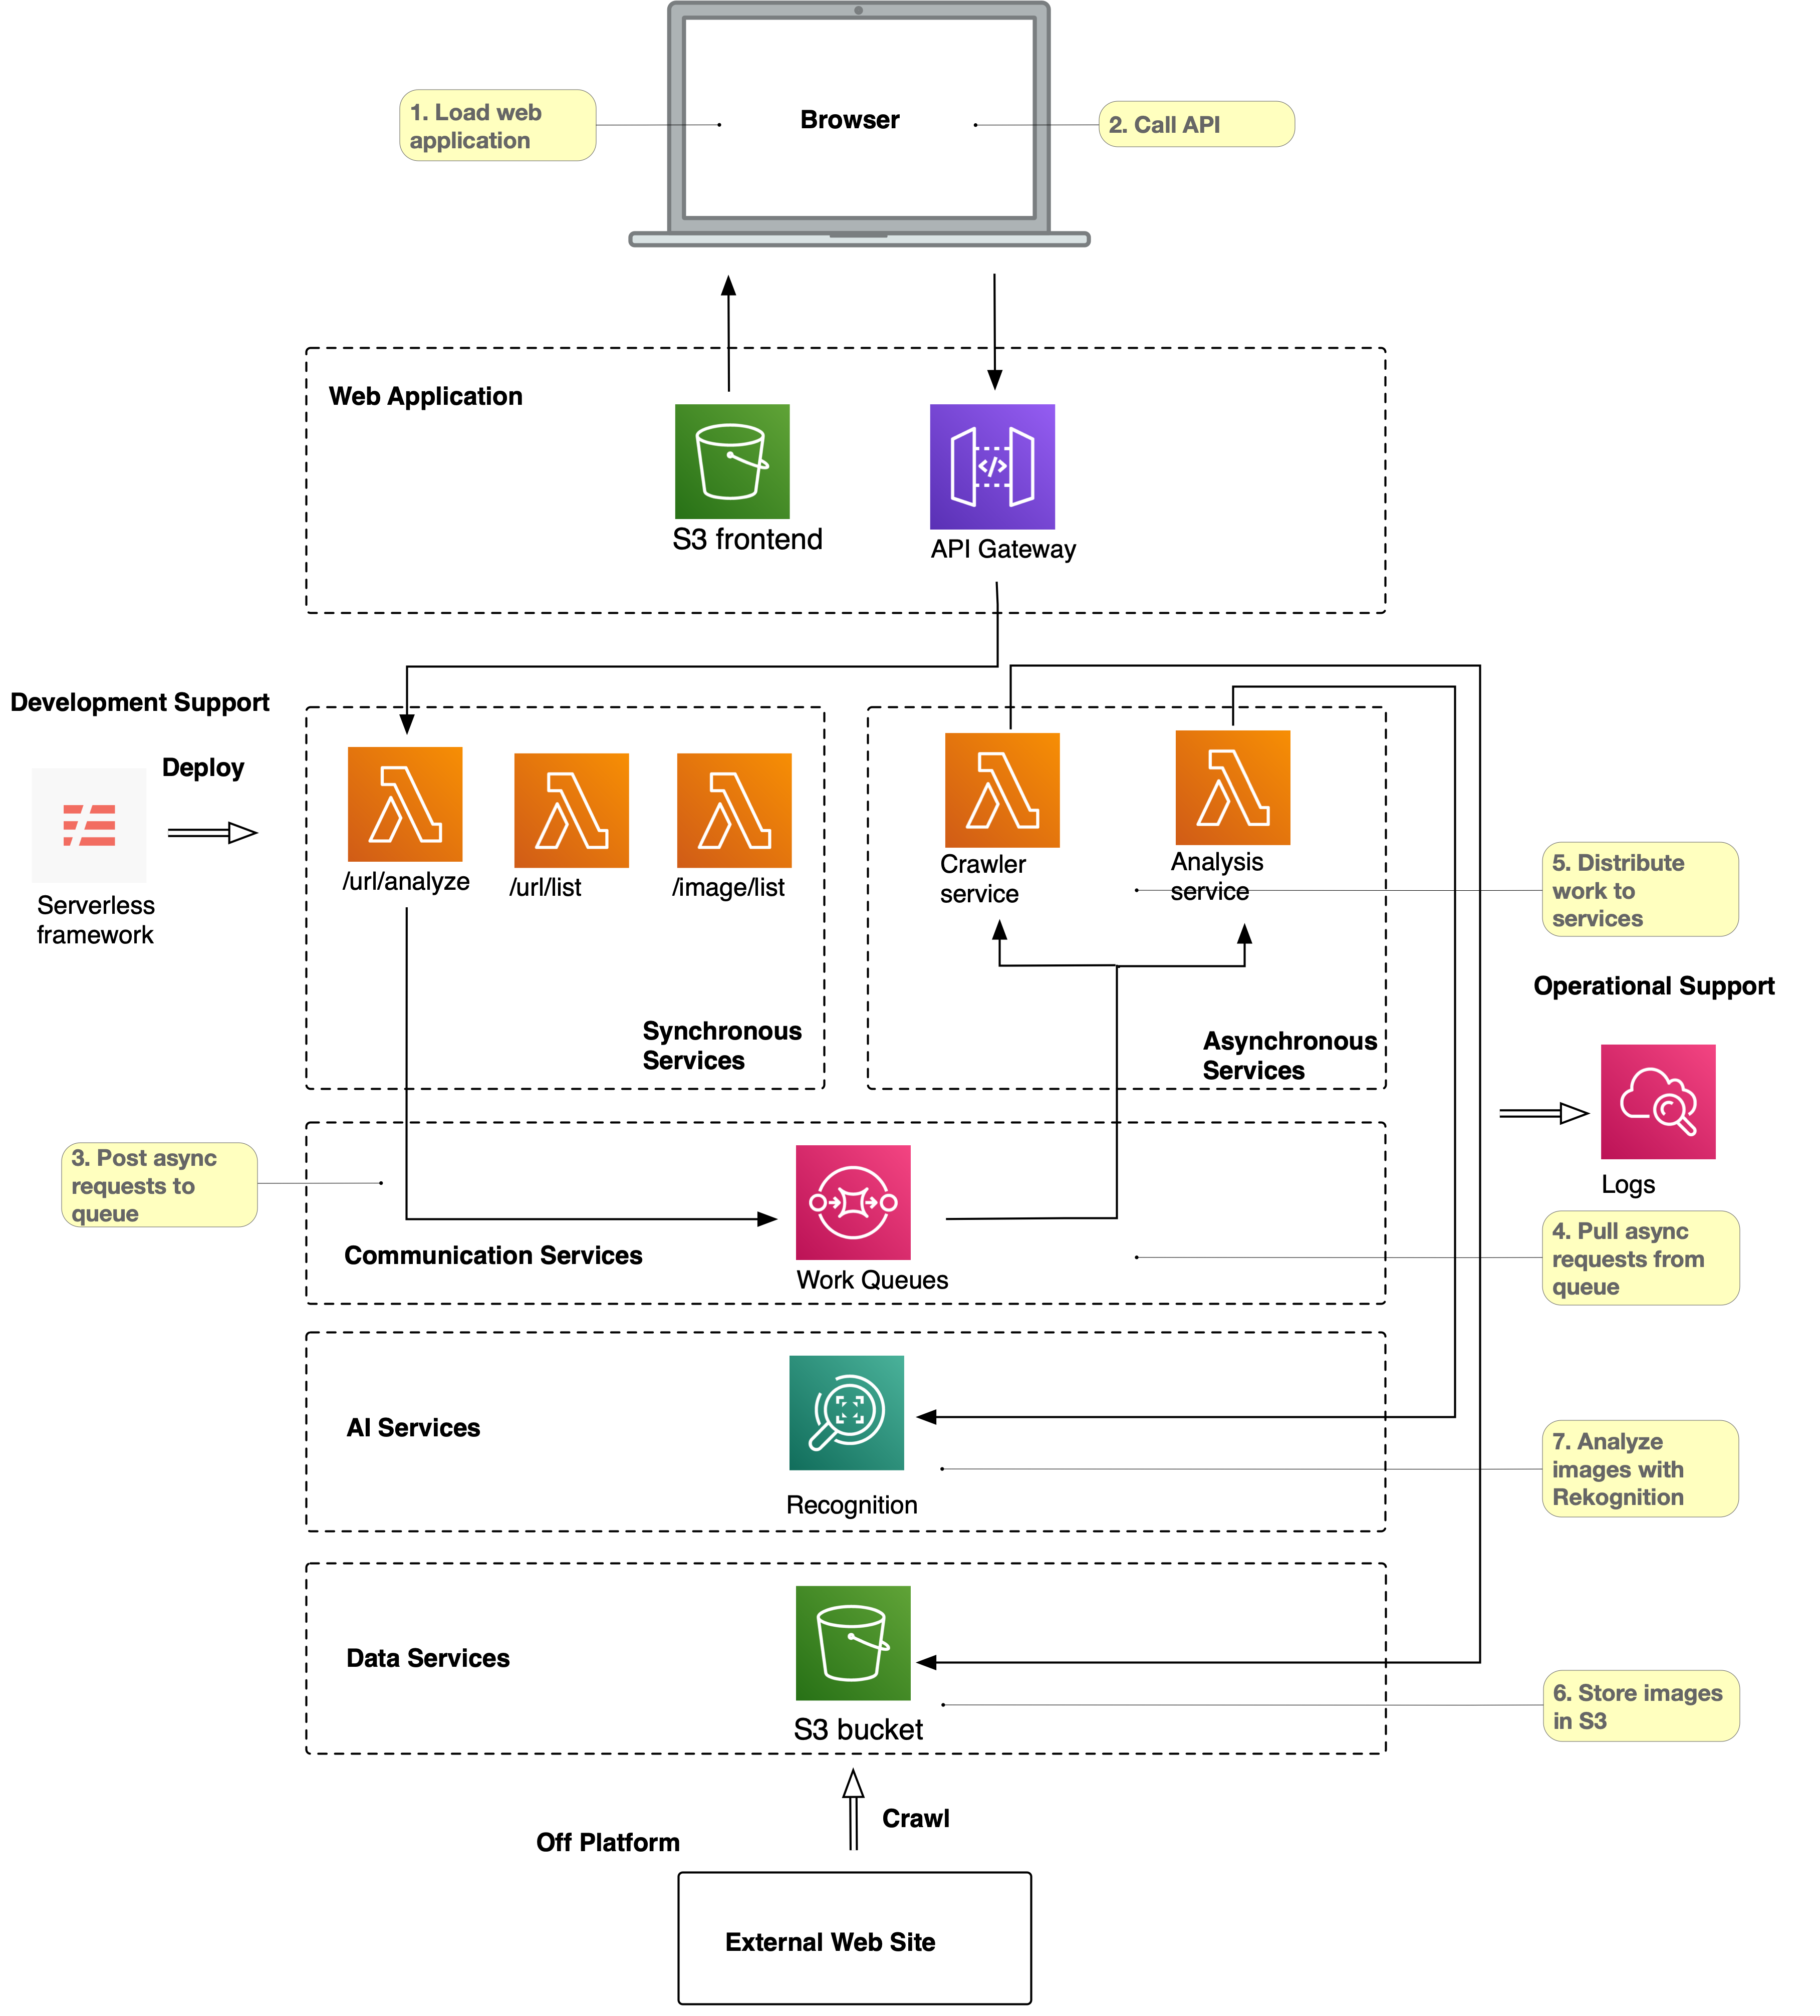 1. Load web
application
Browser
2. Call API
Web Application
S3 frontend
API Gateway
Development Support
Deploy
Serverless
framework
/url/analyze
/url/list
/image/list
Synchronous
Services
Crawler
service
Analysis
service
Asynchronous
Services
5. Distribute
work to
services
Operational Support
Logs
3. Post async
requests to
queue
Communication Services
Work Queues
4. Pull async
requests from
queue
AI Services
Recognition
7. Analyze
images with
Rekognition
Data Services
S3 bucket
6. Store images
in S3
Crawl
Off Platform
External Web Site